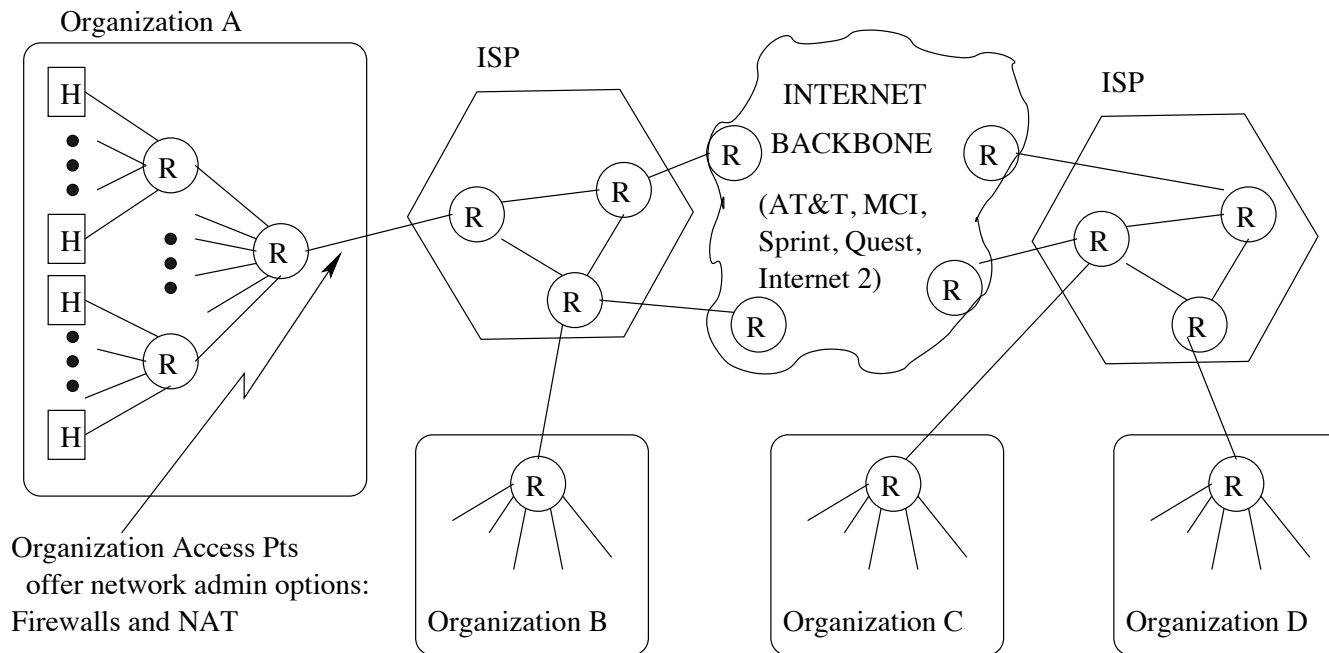 Organization A
ISP
INTERNET
BACKBONE
(AT&T, MCI,
Sprint, Quest,
Internet 2)
ISP
H
R
H
R
H
R
H
R
R
R
R
R
R
R
R
R
R
Organization Access Pts
offer network admin options:
Firewalls and NAT
R
Organization B
R
Organization C
R
Organization D